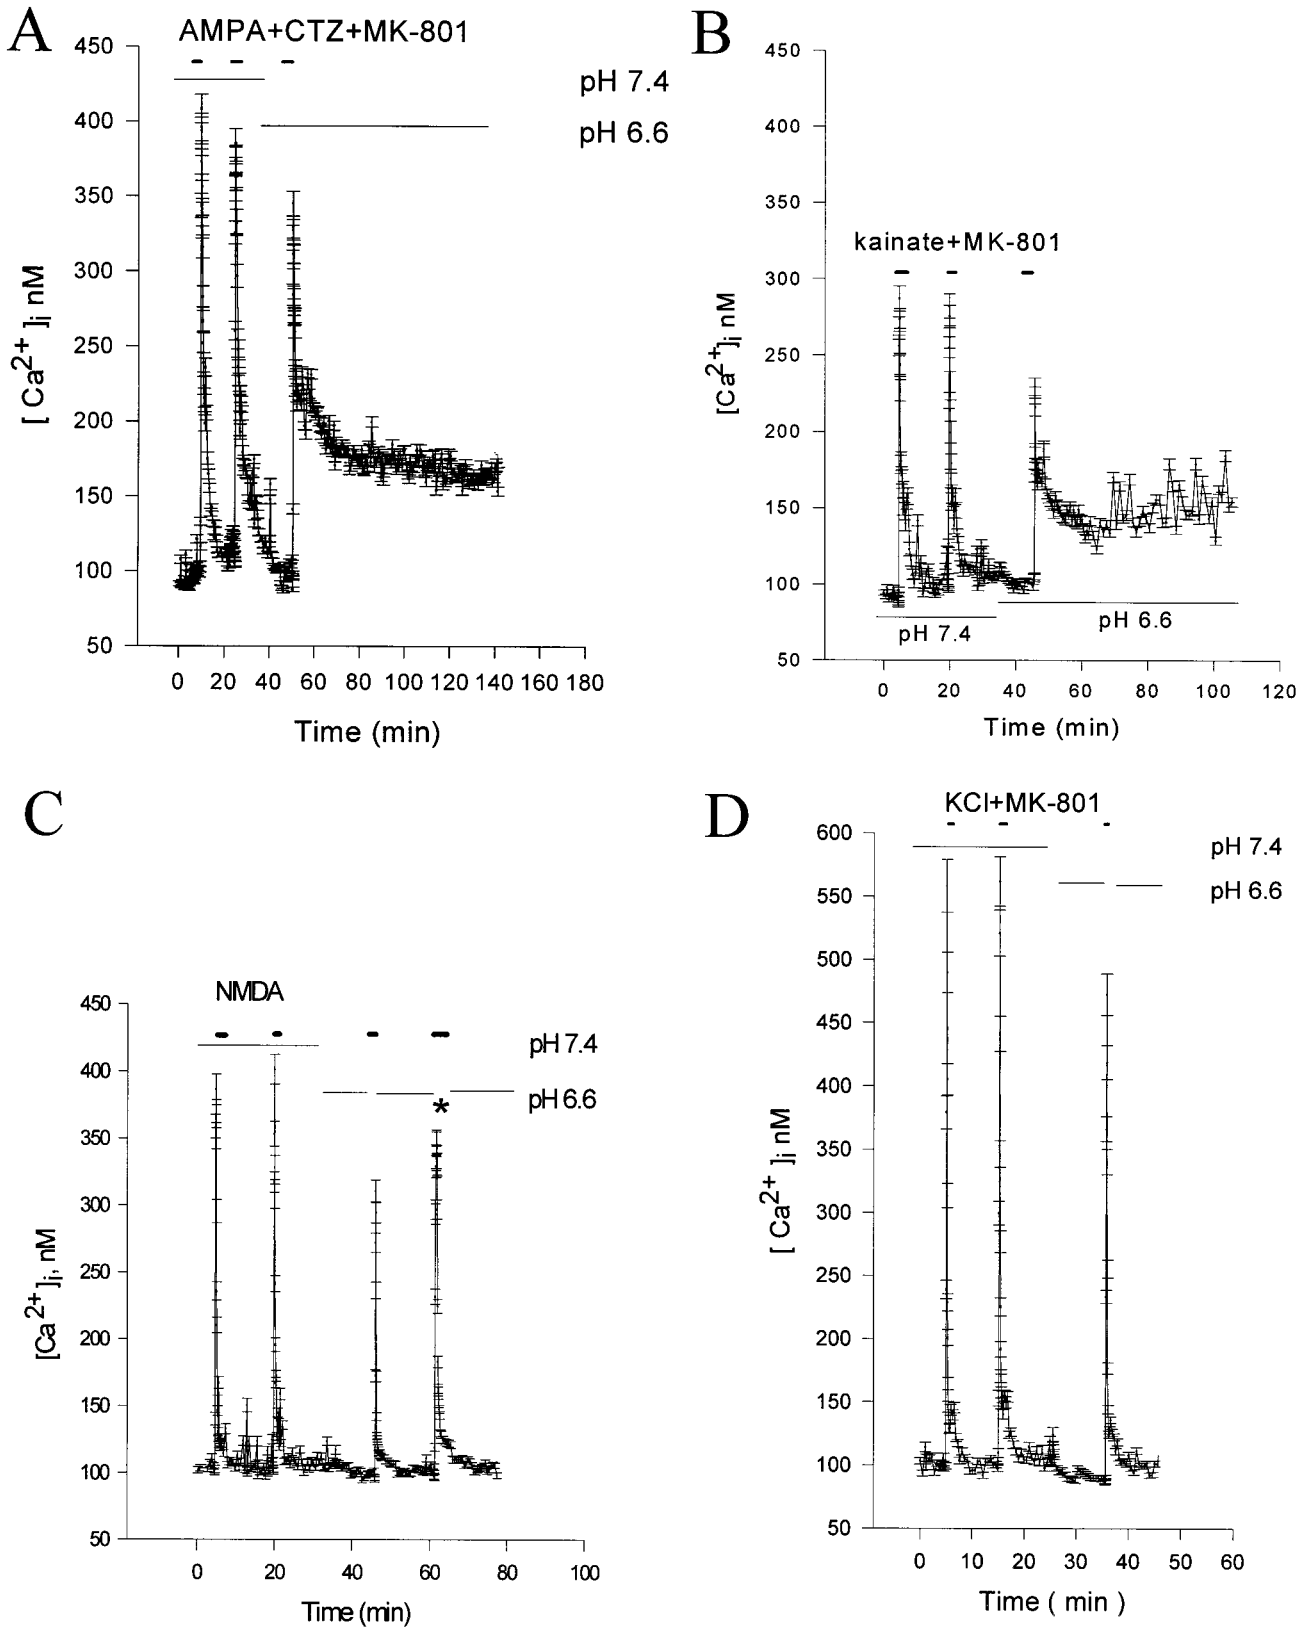 A
AMPA+CTZ+MK-801
pH 7.4
pH 6.6
450
400
350
300
250
200
150
100
50
[ Ca2+ ]i nM
0 20 40 60 80 100 120 140 160 180
Time (min)
B
kainate+MK-801
450
400
350
300
250
200
150
100
50
[Ca2+]i nM
pH 7.4
pH 6.6
0 20 40 60 80 100 120
Time (min)
C
NMDA
pH 7.4
pH 6.6
*
450
400
350
300
250
200
150
100
50
[Ca2+]i, nM
0 20 40 60 80 100
Time (min)
D
KCl+MK-801
pH 7.4
pH 6.6
600
550
500
450
400
350
300
250
200
150
100
50
[ Ca2+ ]i nM
0 10 20 30 40 50 60
Time ( min )